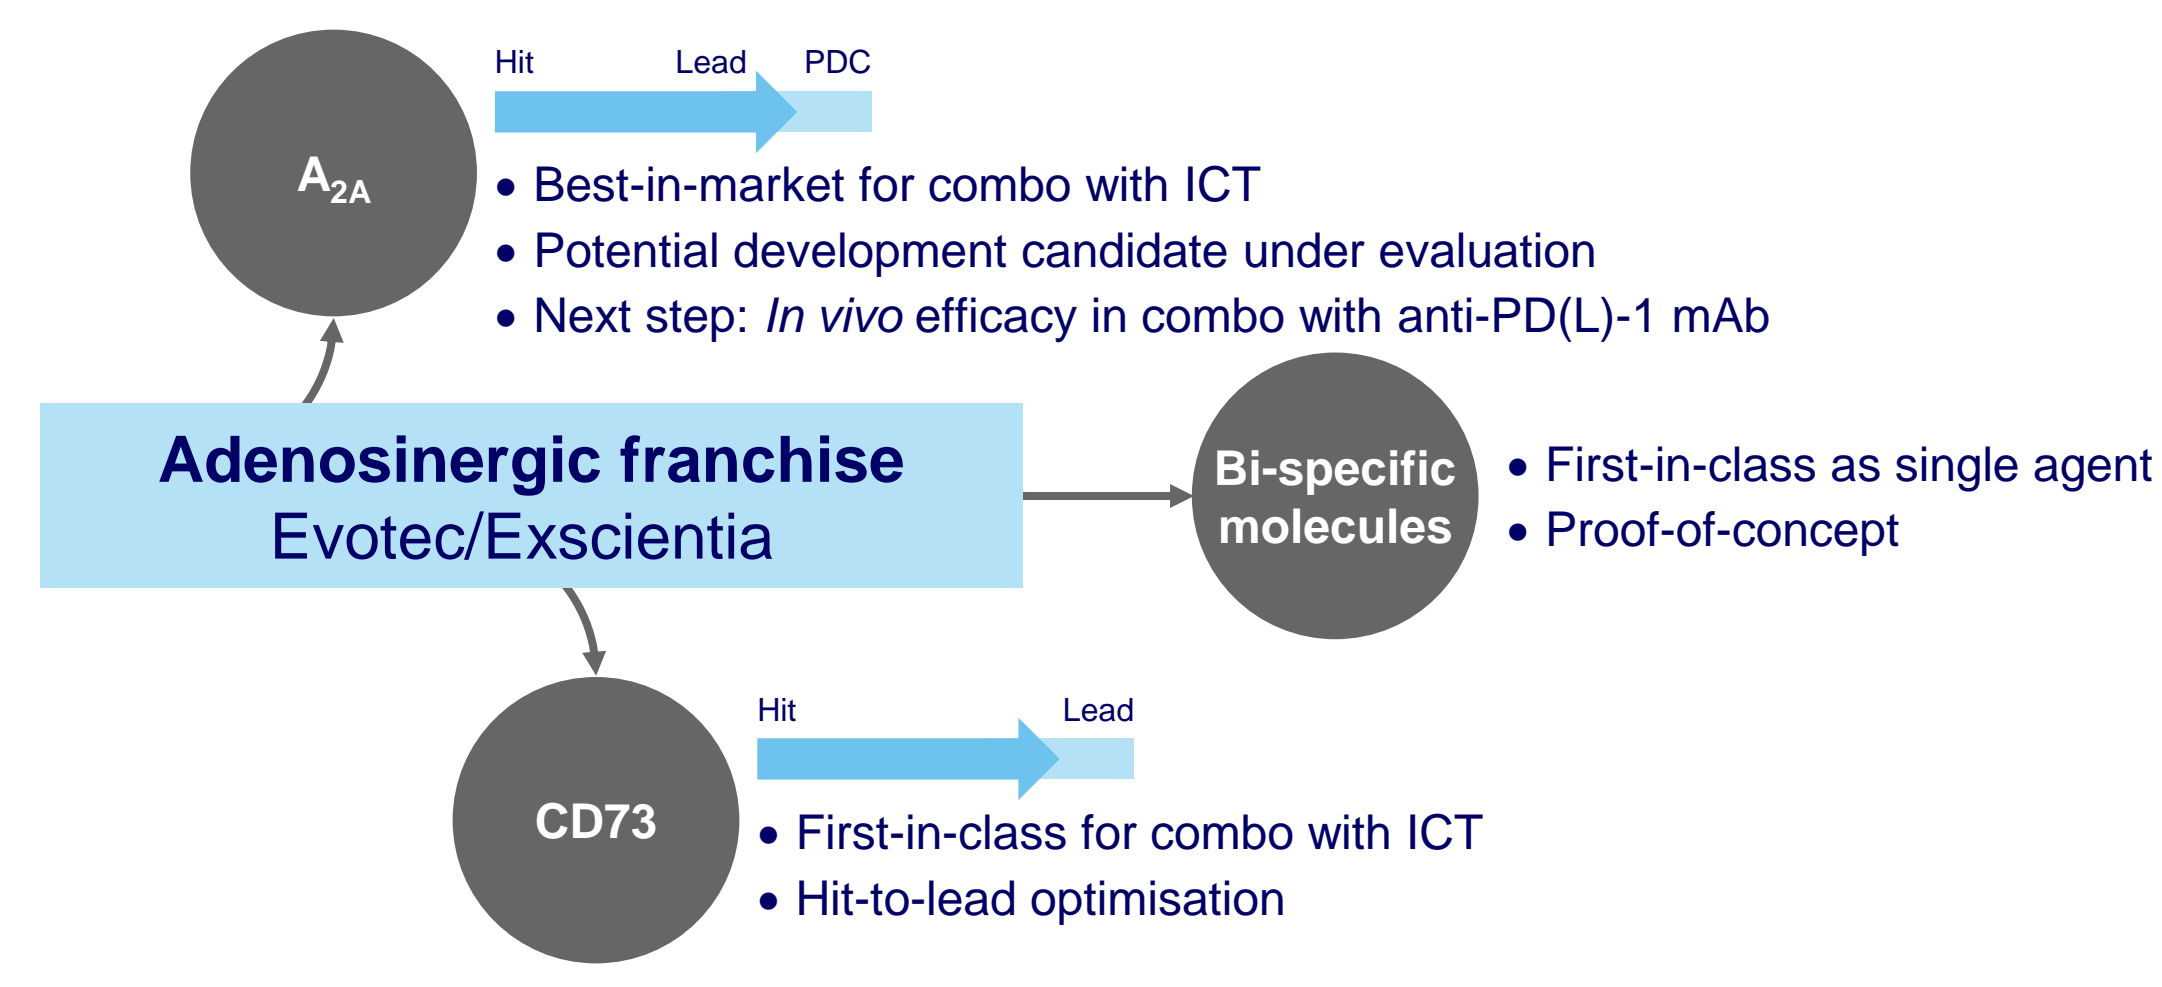 Hit Lead PDC
A2A
• Best-in-market for combo with ICT
• Potential development candidate under evaluation
• Next step: In vivo efficacy in combo with anti-PD(L)-1 mAb
Adenosinergic franchise
Evotec/Exscientia
Bi-specific
molecules
• First-in-class as single agent
• Proof-of-concept
Hit Lead
CD73
• First-in-class for combo with ICT
• Hit-to-lead optimisation